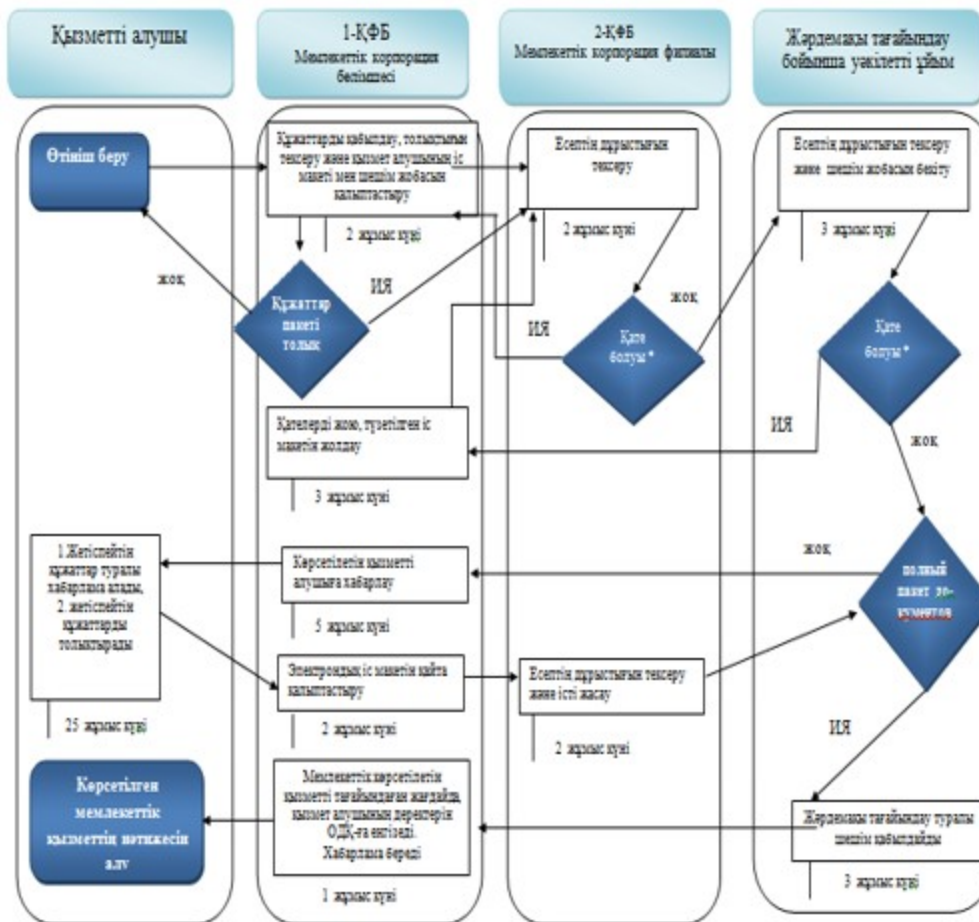 Қызметті алушы
1-ҚФБ
Мемлекеттік корпорация
бөлімшесі
2-ҚФБ
Мемлекеттік корпорация филиалы
Жәрдемақы тағайындау
бойынша уәкілетті ұйым
Өтініш беру
Құжаттарды қабылдау, толықтығын
тексеру және қызмет алушының іс
макеті мен шешім жобасын
қалыптастыру
2 жұмыс күні
Есептің дұрыстығын
тексеру
2 жұмыс күні
Есептің дұрыстығын тексеру
және шешім жобасын бекіту
3 жұмыс күні
жоқ
Құжаттар
пакеті
толық
ИЯ
ИЯ
Қате
болуы *
жоқ
Қате
болуы *
ИЯ
жоқ
Қателерді жою, түзетілген іс
макетін жолдау
3 жұмыс күні
1.Жетіспейтін
құжаттар туралы
хабарлама алады,
2. жетіспейтін
құжаттарды
толықтырады
25 жұмыс күні
Көрсетілетін қызметті
алушыға хабарлау
5 жұмыс күні
жоқ
полный
пакет до-
кументов
ИЯ
Электрондық іс макетін қайта
қалыптастыру
2 жұмыс күні
Есептің дұрыстығын тексеру
және істі жасау
2 жұмыс күні
Көрсетілген
мемлекеттік
қызметтің нәтижесін
алу
Мемлекеттік көрсетілетін
қызметті тағайындаған жағдайда,
қызмет алушының деректерін
ОДҚ-ға енгізеді.
Хабарлама береді
1 жұмыс күні
Жәрдемақы тағайындау туралы
шешім қабылдайды
3 жұмыс күні